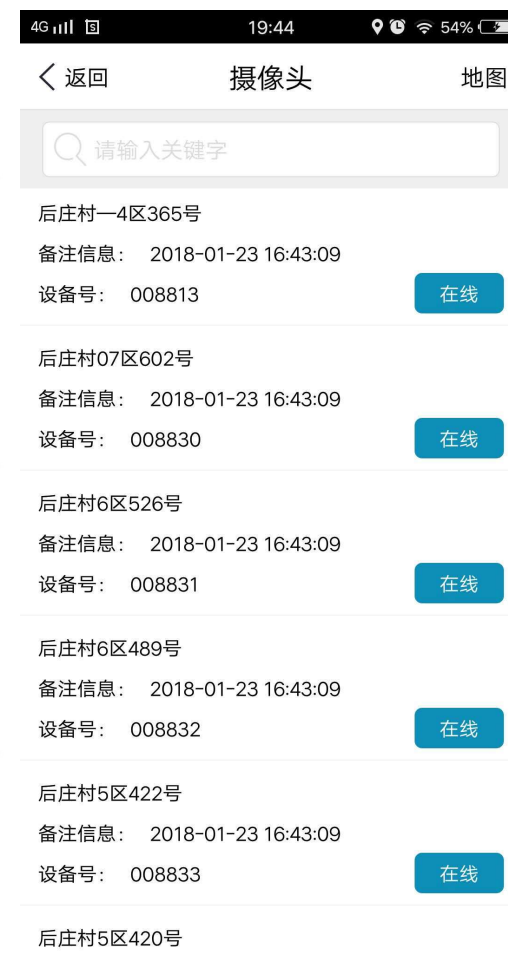 4G 19:44 54%
返回 摄像头 地图
请输入关键字
后庄村一4区365号
备注信息： 2018-01-23 16:43:09
设备号： 008813 在线
后庄村07区602号
备注信息： 2018-01-23 16:43:09
设备号： 008830 在线
后庄村6区526号
备注信息： 2018-01-23 16:43:09
设备号： 008831 在线
后庄村6区489号
备注信息： 2018-01-23 16:43:09
设备号： 008832 在线
后庄村5区422号
备注信息： 2018-01-23 16:43:09
设备号： 008833 在线
后庄村5区420号